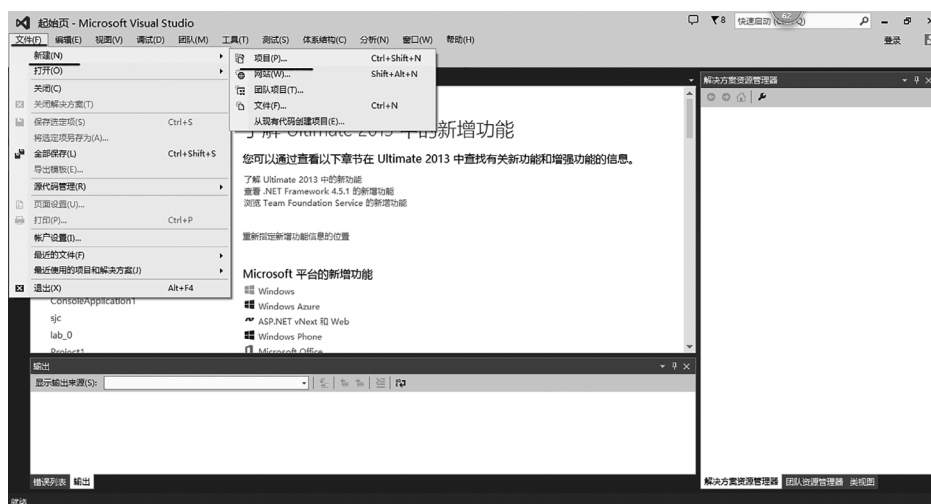 起始页 - Microsoft Visual Studio
8
快速启动
62
文件(F) 编辑(E) 视图(V) 调试(D) 团队(M) 工具(T) 测试(S) 体系结构(C) 分析(N) 窗口(W) 帮助(H)
登录
新建(N)
打开(O)
关闭(C)
关闭解决方案(T)
保存选定项(S) Ctrl+S
将选定项另存为(A)...
全部保存(L) Ctrl+Shift+S
导出模板(E)...
源代码管理(R)
页面设置(U)...
打印(P)... Ctrl+P
帐户设置(I)...
最近的文件(F)
最近使用的项目和解决方案(J)
退出(X) Alt+F4
项目(P)... Ctrl+Shift+N
网站(W)... Shift+Alt+N
团队项目(T)...
文件(F)... Ctrl+N
从现有代码创建项目(E)...
了解 Ultimate 2013 中的新增功能
您可以通过查看以下章节在 Ultimate 2013 中查找有关新功能和增强功能的信息。
了解 Ultimate 2013 中的新功能
查看 .NET Framework 4.5.1 的新增功能
浏览 Team Foundation Service 的新增功能
重新指定新增功能信息的位置
Microsoft 平台的新增功能
Windows
Windows Azure
ASP.NET vNext 和 Web
Windows Phone
Microsoft Office
ConsoleApplication1
sjc
lab_0
Project1
输出
显示输出来源(S):
错误列表 输出
解决方案资源管理器
解决方案资源管理器 团队资源管理器 类视图
就绪